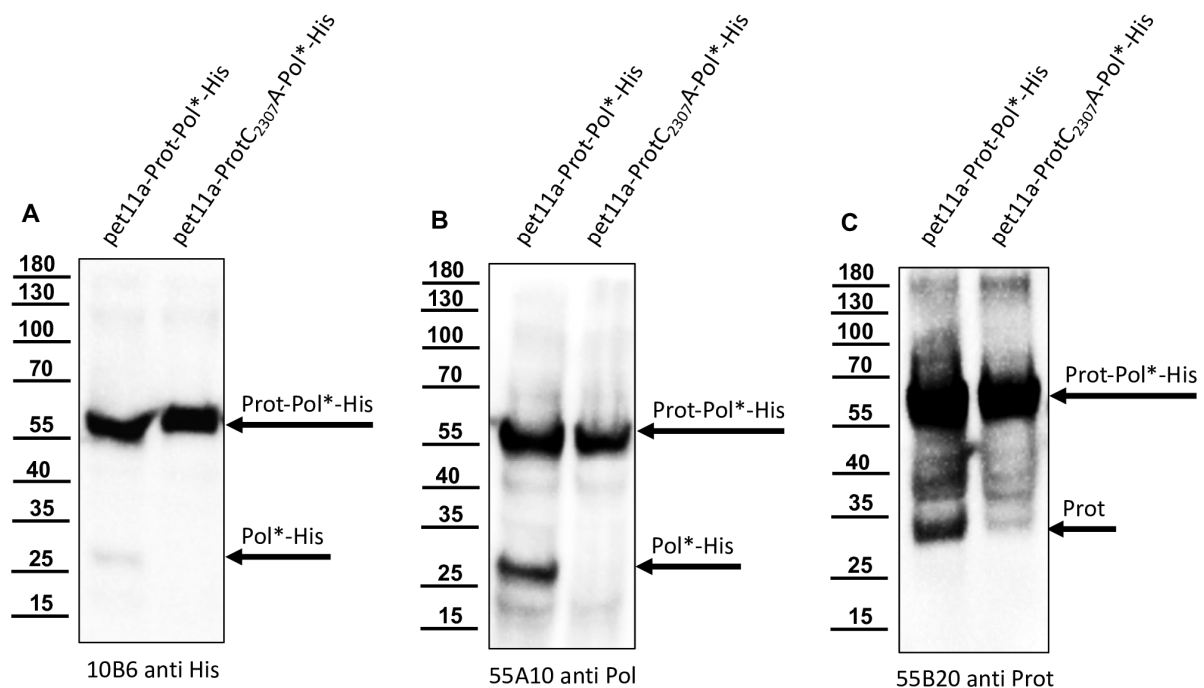 A
pet11a-Prot-Pol*-His
pet11a-ProtC2307A-Pol*-His
180
130
100
70
55
40
35
25
15
Prot-Pol*-His
Pol*-His
10B6 anti His
B
pet11a-Prot-Pol*-His
pet11a-ProtC2307A-Pol*-His
180
130
100
70
55
40
35
25
15
Prot-Pol*-His
Pol*-His
55A10 anti Pol
C
pet11a-Prot-Pol*-His
pet11a-ProtC2307A-Pol*-His
180
130
100
70
55
40
35
25
15
Prot-Pol*-His
Prot
55B20 anti Prot